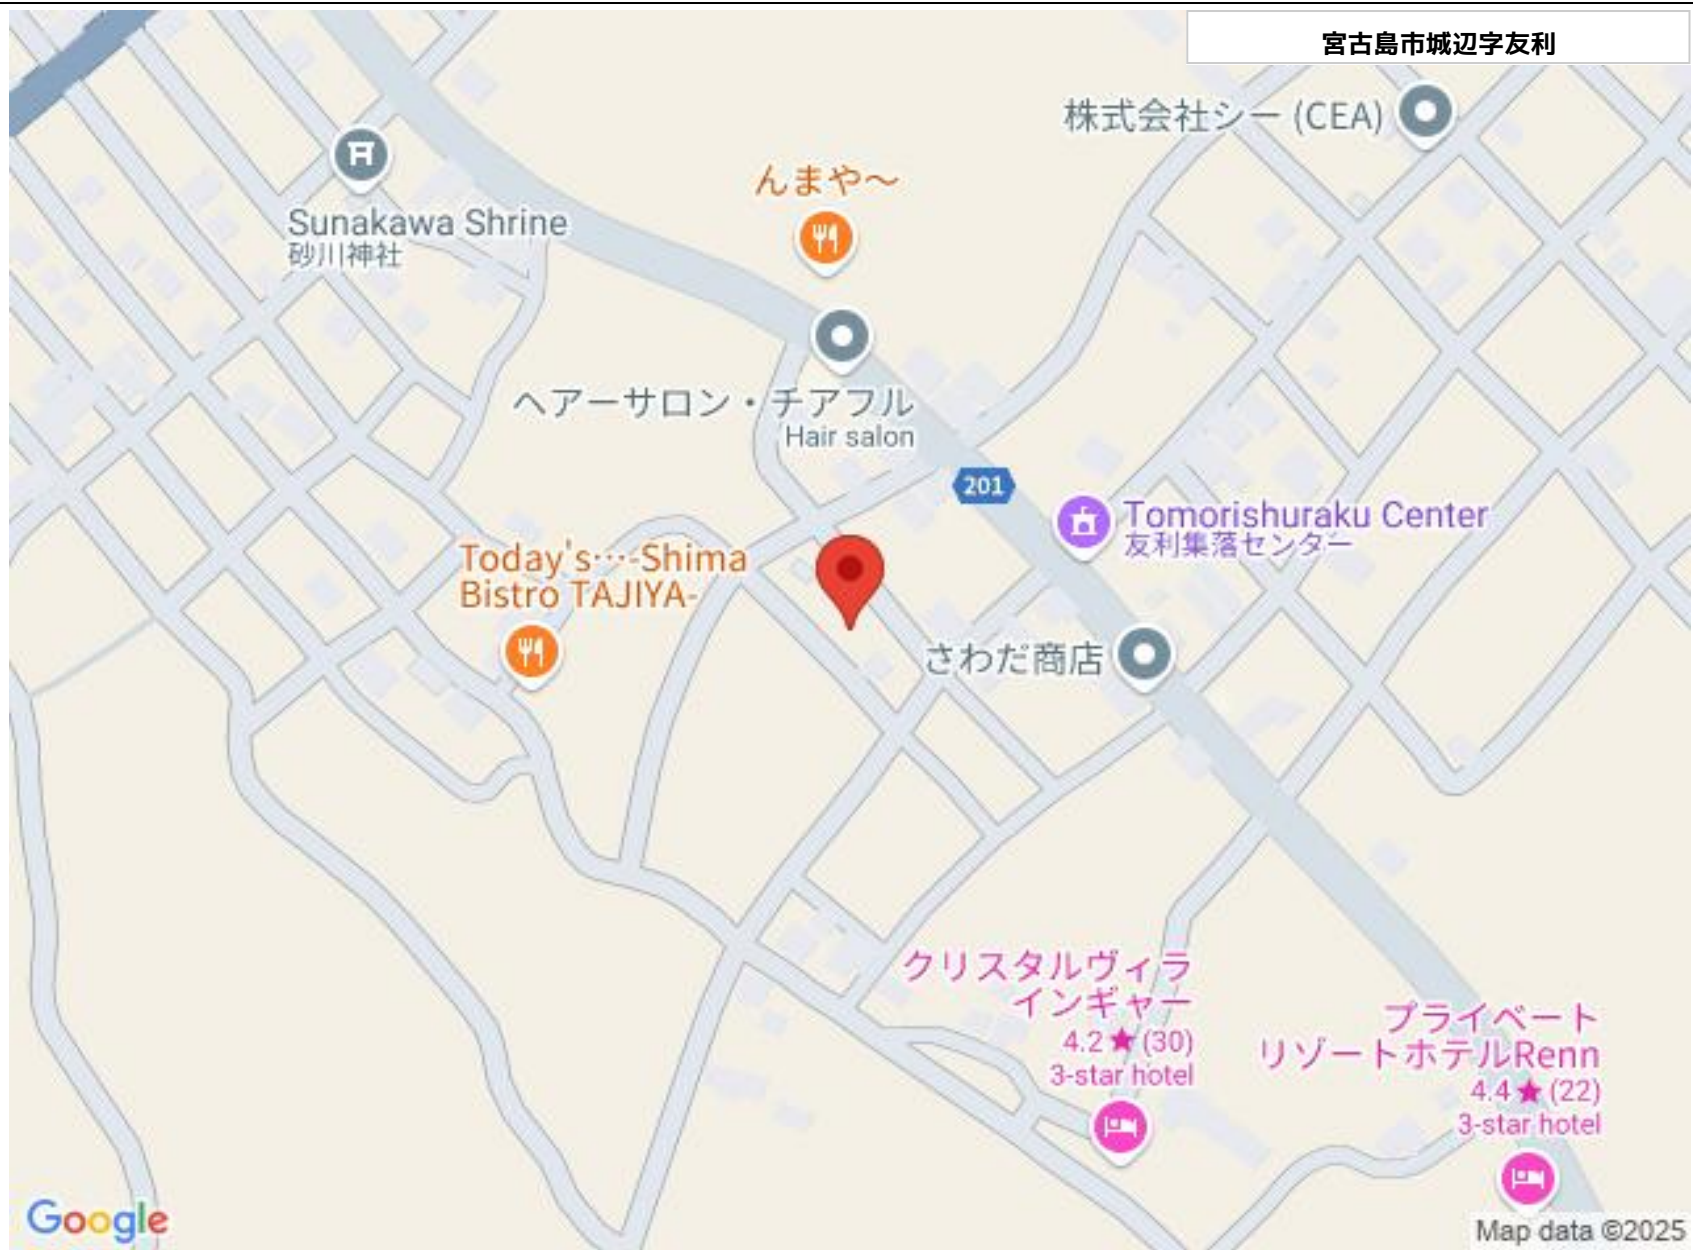 宮古島市城辺字友利
株式会社シー (CEA)
んまや～
Sunakawa Shrine
砂川神社
ヘアーサロン・チアフル
Hair salon
201
Tomorishuraku Center
友利集落センター
Today's…-Shima
Bistro TAJIYA-
さわだ商店
クリスタルヴィラ
インギャー
4.2★(30)
3-star hotel
プライベート
リゾートホテルRenn
4.4★(22)
3-star hotel
Google
Map data ©2025